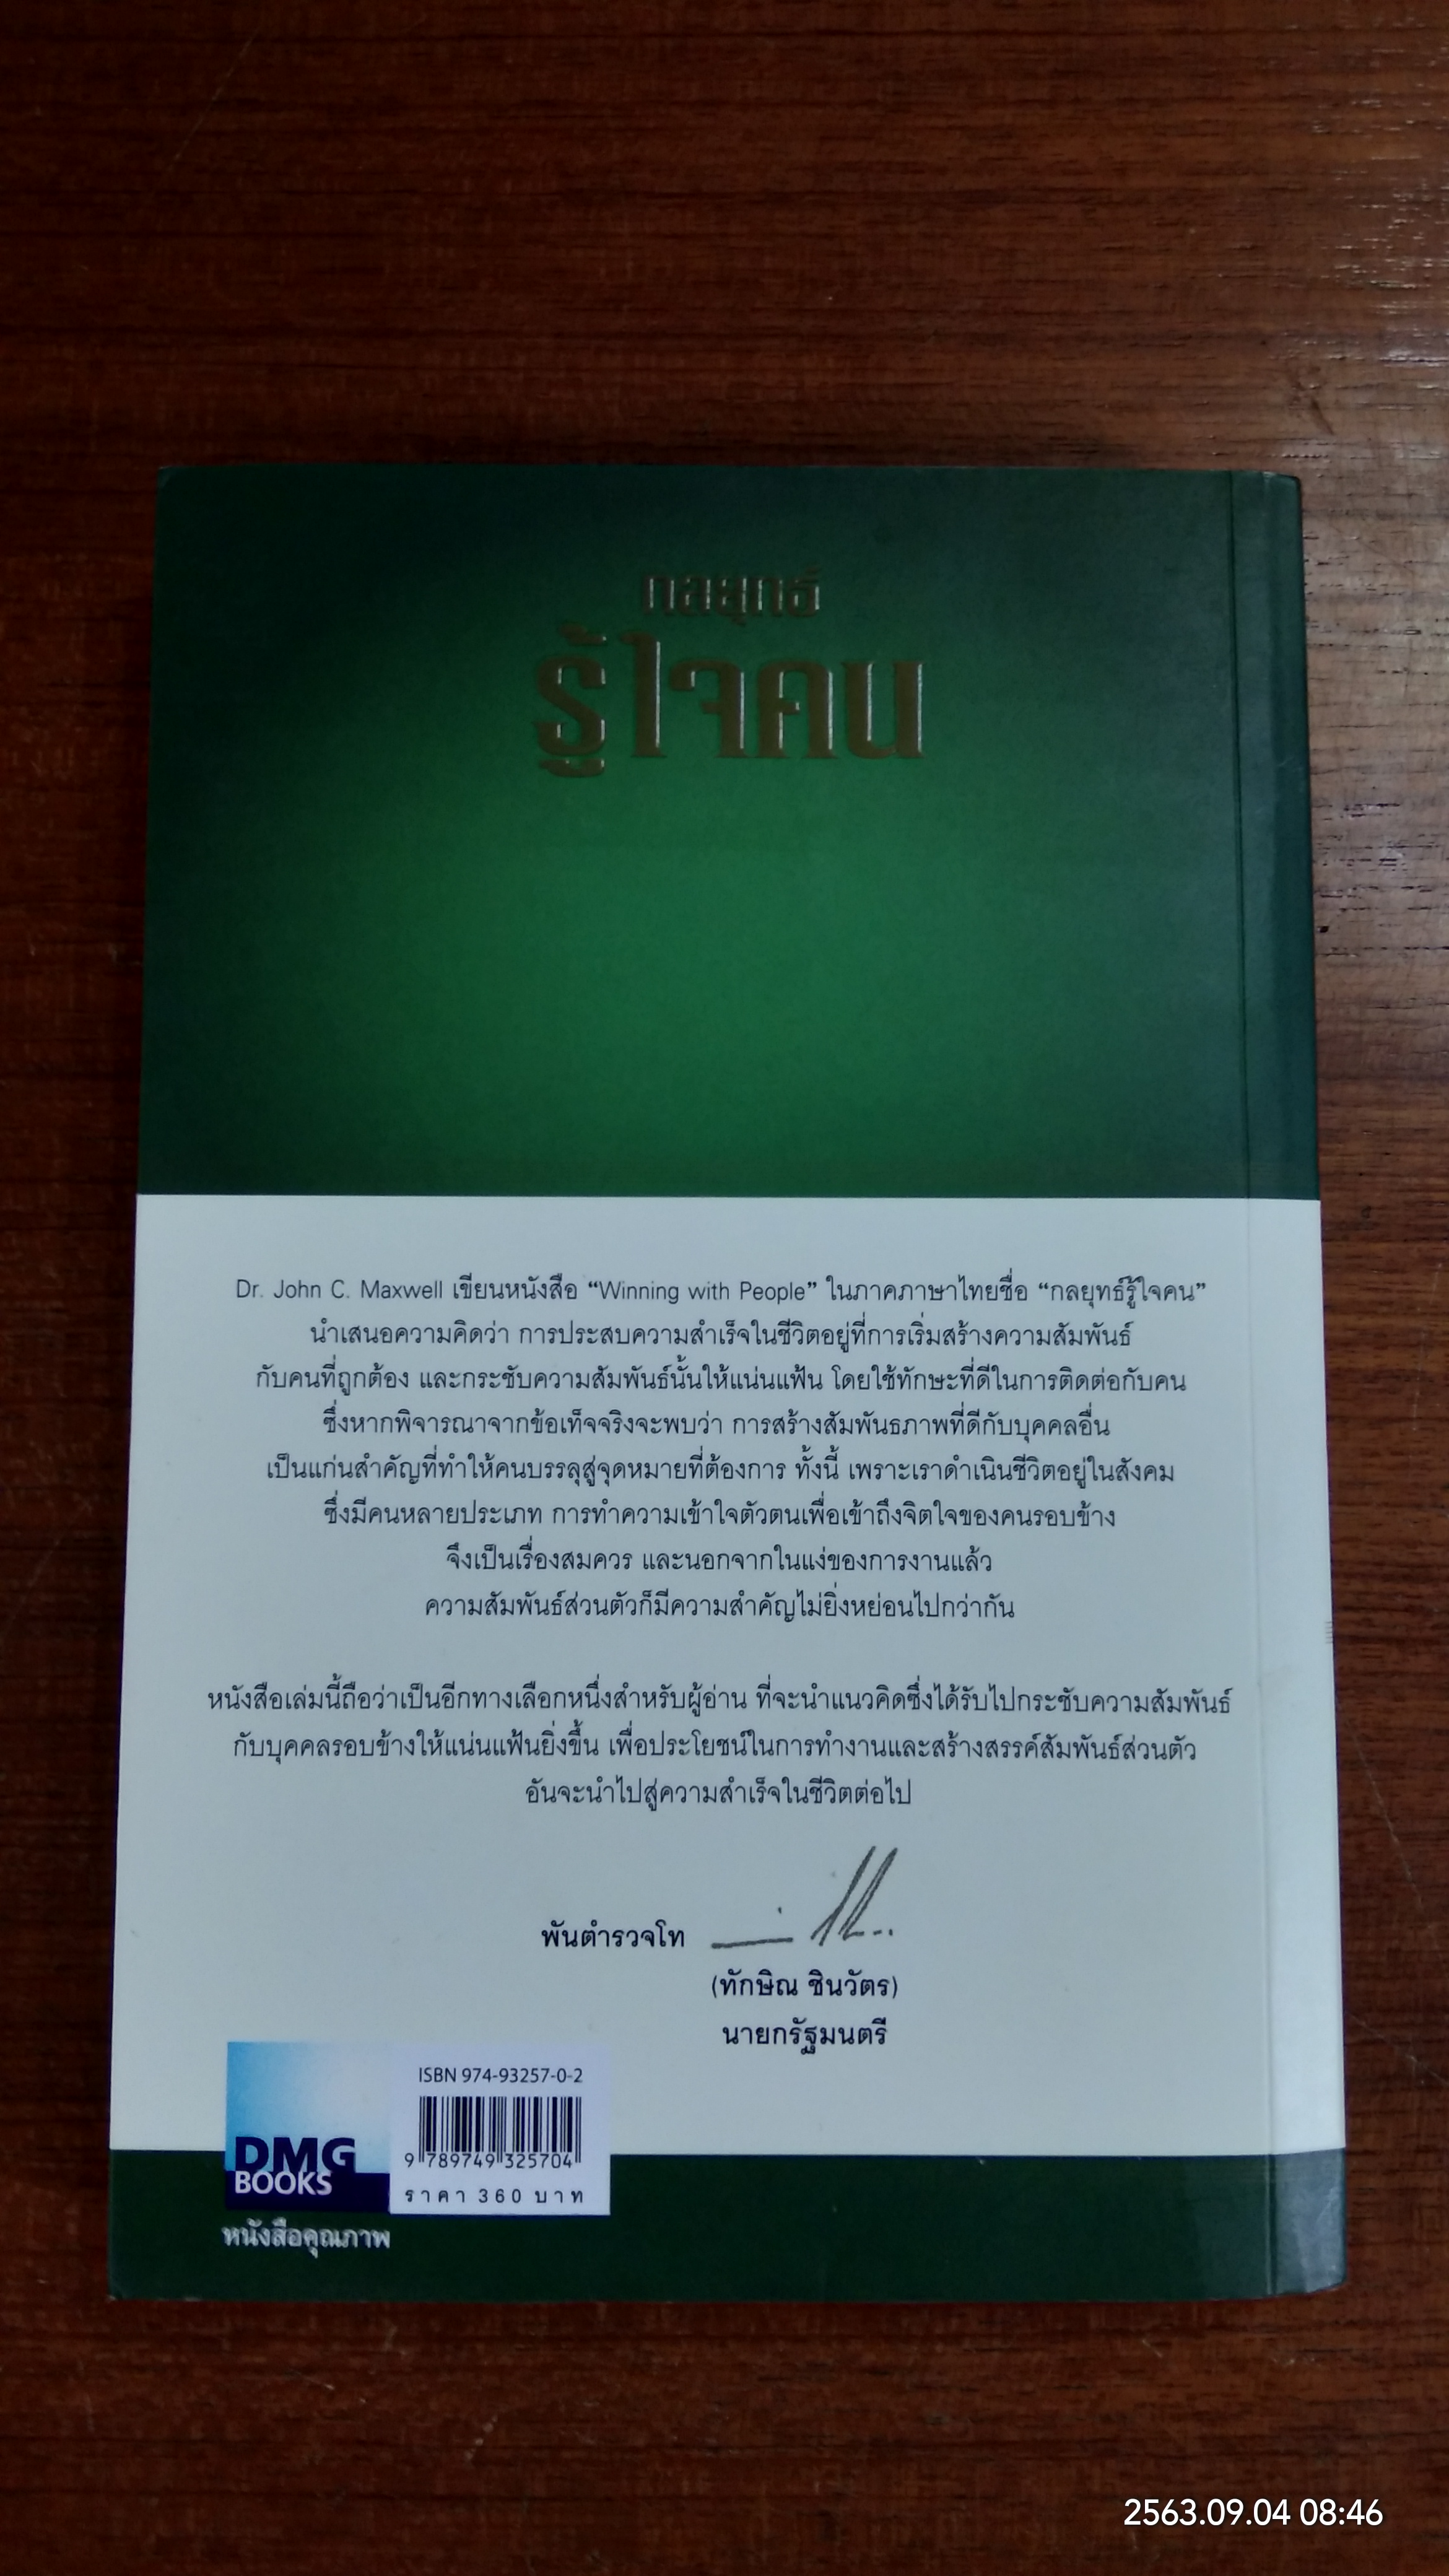 กลยุทธ์
รู้ใจคน
Dr. John C. Maxwell เขียนหนังสือ “Winning with People” ในภาคภาษาไทยชื่อ “กลยุทธ์รู้ใจคน”
นำเสนอความคิดว่า การประสบความสำเร็จในชีวิตอยู่ที่การเริ่มสร้างความสัมพันธ์
กับคนที่ถูกต้อง และกระชับความสัมพันธ์นั้นให้แน่นแฟ้น โดยใช้ทักษะที่ดีในการติดต่อกับคน
ซึ่งหากพิจารณาจากข้อเท็จจริงจะพบว่า การสร้างสัมพันธภาพที่ดีกับบุคคลอื่น
เป็นแก่นสำคัญที่ทำให้คนบรรลุสู่จุดหมายที่ต้องการ ทั้งนี้ เพราะเราดำเนินชีวิตอยู่ในสังคม
ซึ่งมีคนหลายประเภท การทำความเข้าใจตัวตนเพื่อเข้าถึงจิตใจของคนรอบข้าง
จึงเป็นเรื่องสมควร และนอกจากในแง่ของการงานแล้ว
ความสัมพันธ์ส่วนตัวก็มีความสำคัญไม่ยิ่งหย่อนไปกว่ากัน
หนังสือเล่มนี้ถือว่าเป็นอีกทางเลือกหนึ่งสำหรับผู้อ่าน ที่จะนำแนวคิดซึ่งได้รับไปกระชับความสัมพันธ์
กับบุคคลรอบข้างให้แน่นแฟ้นยิ่งขึ้น เพื่อประโยชน์ในการทำงานและสร้างสรรค์สัมพันธ์ส่วนตัว
อันจะนำไปสู่ความสำเร็จในชีวิตต่อไป
พันตำรวจโท
(ทักษิณ ชินวัตร)
นายกรัฐมนตรี
ISBN 974-93257-0-2
9 789749 325704
ราคา 360 บาท
DMG
BOOKS
หนังสือคุณภาพ
2563.09.04 08:46